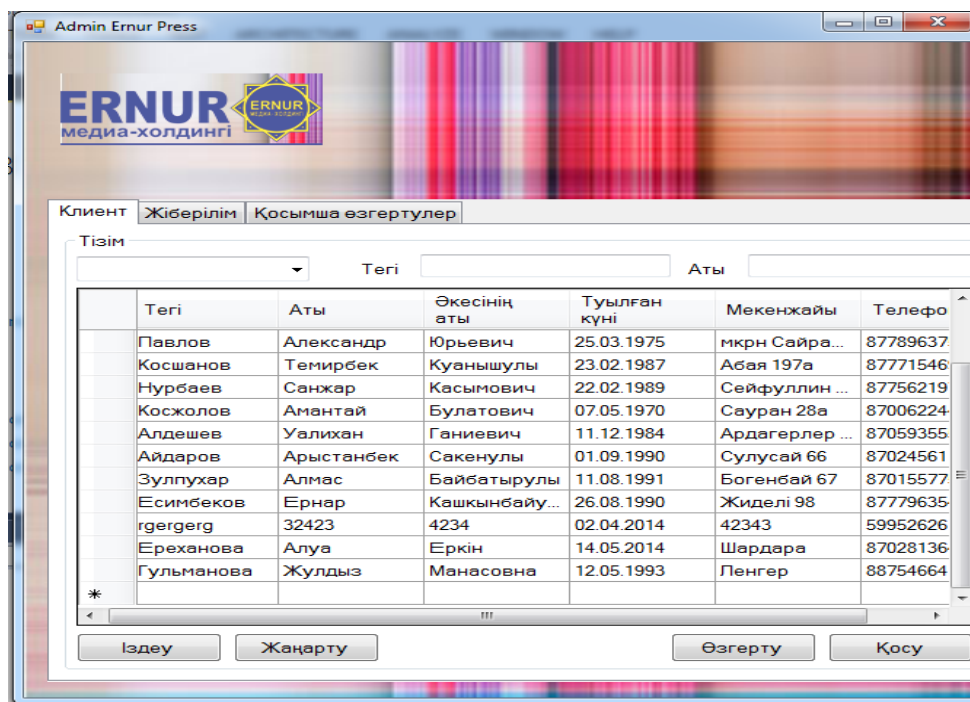 Admin Ernur Press
ERNUR
ERNUR
МЕДИА ХОЛДИНГІ
медиа-холдингі
Клиент Жіберілім Қосымша өзгертулер
Тізім
Тегі Аты
Тегі Аты Әкесінің аты Туылған күні Мекенжайы Телефо
Павлов Александр Юрьевич 25.03.1975 мкрн Сайра... 87789637
Косшанов Темирбек Куанышулы 23.02.1987 Абая 197а 87771546
Нурбаев Санжар Касымович 22.02.1989 Сейфуллин ... 87756219
Косжолов Амантай Булатович 07.05.1970 Сауран 28а 87006224
Алдешев Уалихан Ганиевич 11.12.1984 Ардагерлер ... 87059355
Айдаров Арыстанбек Сакенулы 01.09.1990 Сулусай 66 87024561
Зулпухар Алмас Байбатырулы 11.08.1991 Богенбай 67 87015577
Есимбеков Ернар Кашкынбайу... 26.08.1990 Жиделі 98 87779635
rgergerg 32423 4234 02.04.2014 42343 59952626
Ереханова Алуа Еркін 14.05.2014 Шардара 87028136
Гульманова Жулдыз Манасовна 12.05.1993 Ленгер 88754664
Іздеу Жаңарту Өзгерту Қосу